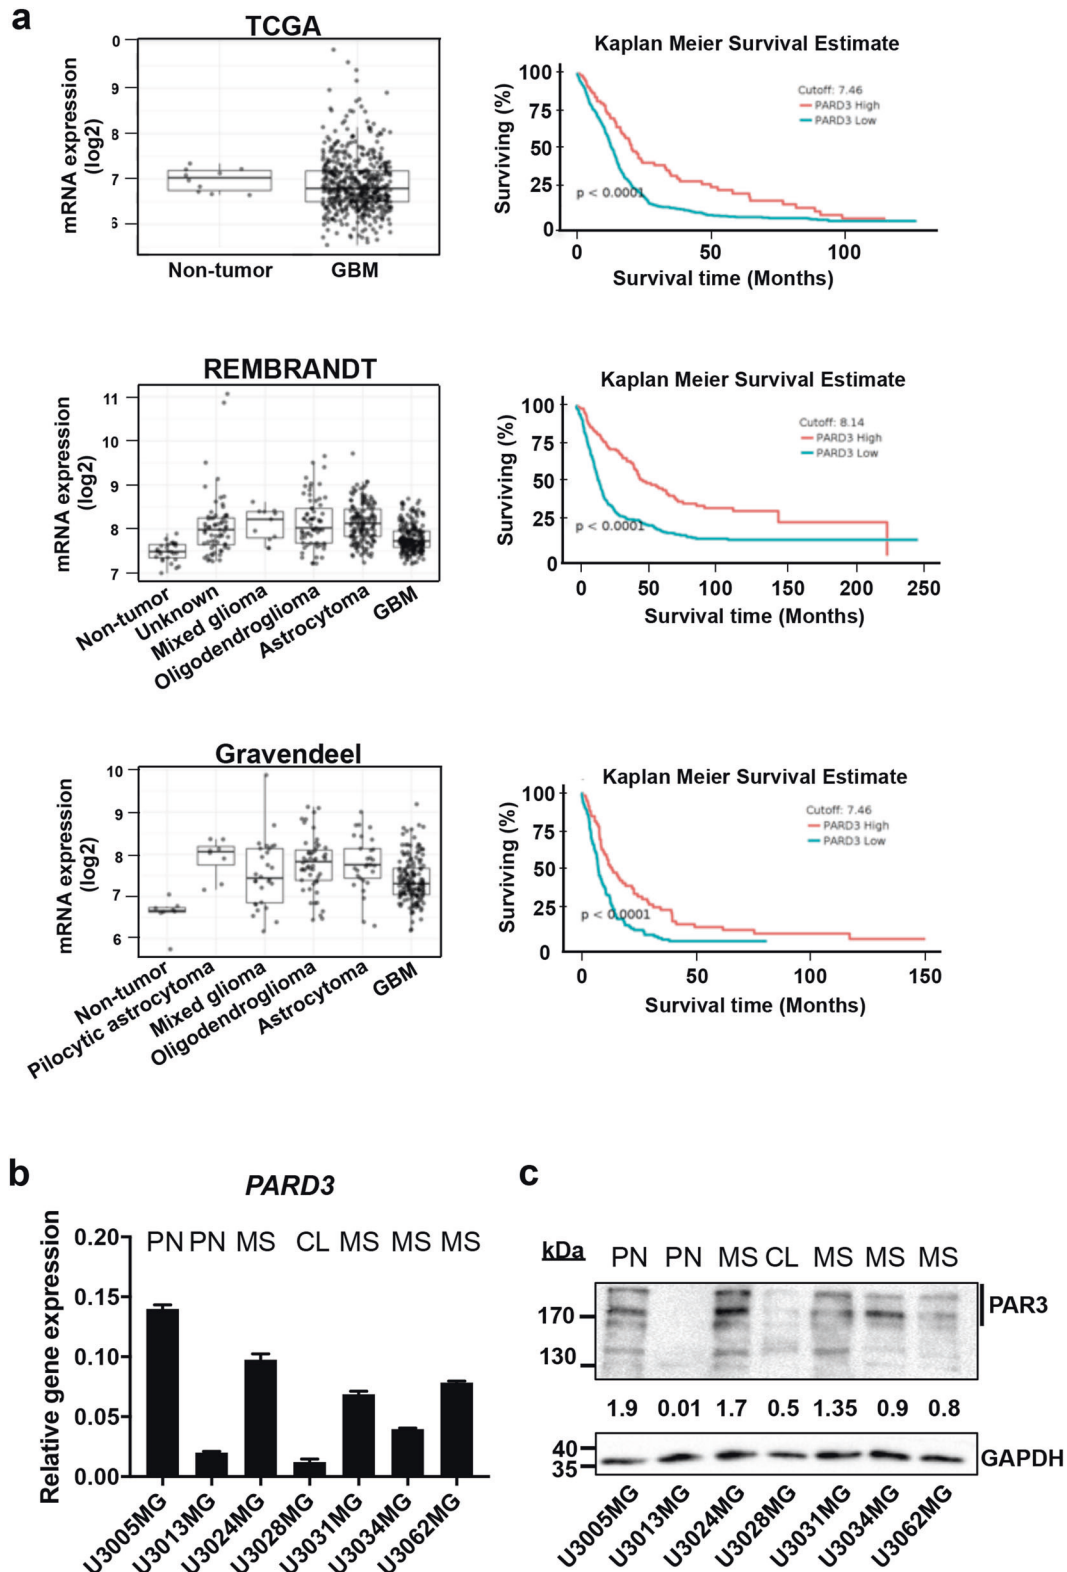 a
TCGA
mRNA expression
(log2)
0
9
8
7
6
Non-tumor
GBM
Kaplan Meier Survival Estimate
Surviving (%)
100
75
50
25
0
Cutoff: 7.46
PARD3 High
PARD3 Low
p < 0.0001
0
50
100
Survival time (Months)
REMBRANDT
mRNA expression
(log2)
11
10
9
8
7
Non-tumor
Unknown
Mixed glioma
Oligodendroglioma
Astrocytoma
GBM
Kaplan Meier Survival Estimate
Surviving (%)
100
75
50
25
0
Cutoff: 8.14
PARD3 High
PARD3 Low
p < 0.0001
0
50
100
150
200
250
Survival time (Months)
Gravendeel
mRNA expression
(log2)
10
9
8
7
6
Non-tumor
Pilocytic astrocytoma
Mixed glioma
Oligodendroglioma
Astrocytoma
GBM
Kaplan Meier Survival Estimate
Surviving (%)
100
75
50
25
0
Cutoff: 7.46
PARD3 High
PARD3 Low
p < 0.0001
0
50
100
150
Survival time (Months)
b
PARD3
Relative gene expression
0.20
0.15
0.10
0.05
0.00
PN PN MS CL MS MS MS
U3005MG
U3013MG
U3024MG
U3028MG
U3031MG
U3034MG
U3062MG
c
kDa
PN PN MS CL MS MS MS
170
130
PAR3
1.9 0.01 1.7 0.5 1.35 0.9 0.8
40
35
GAPDH
U3005MG
U3013MG
U3024MG
U3028MG
U3031MG
U3034MG
U3062MG